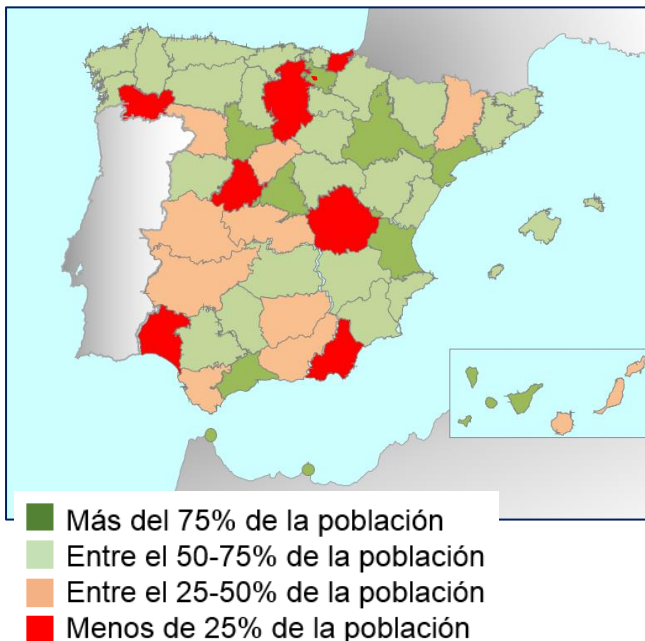 Más del 75% de la población
Entre el 50-75% de la población
Entre el 25-50% de la población
Menos de 25% de la población